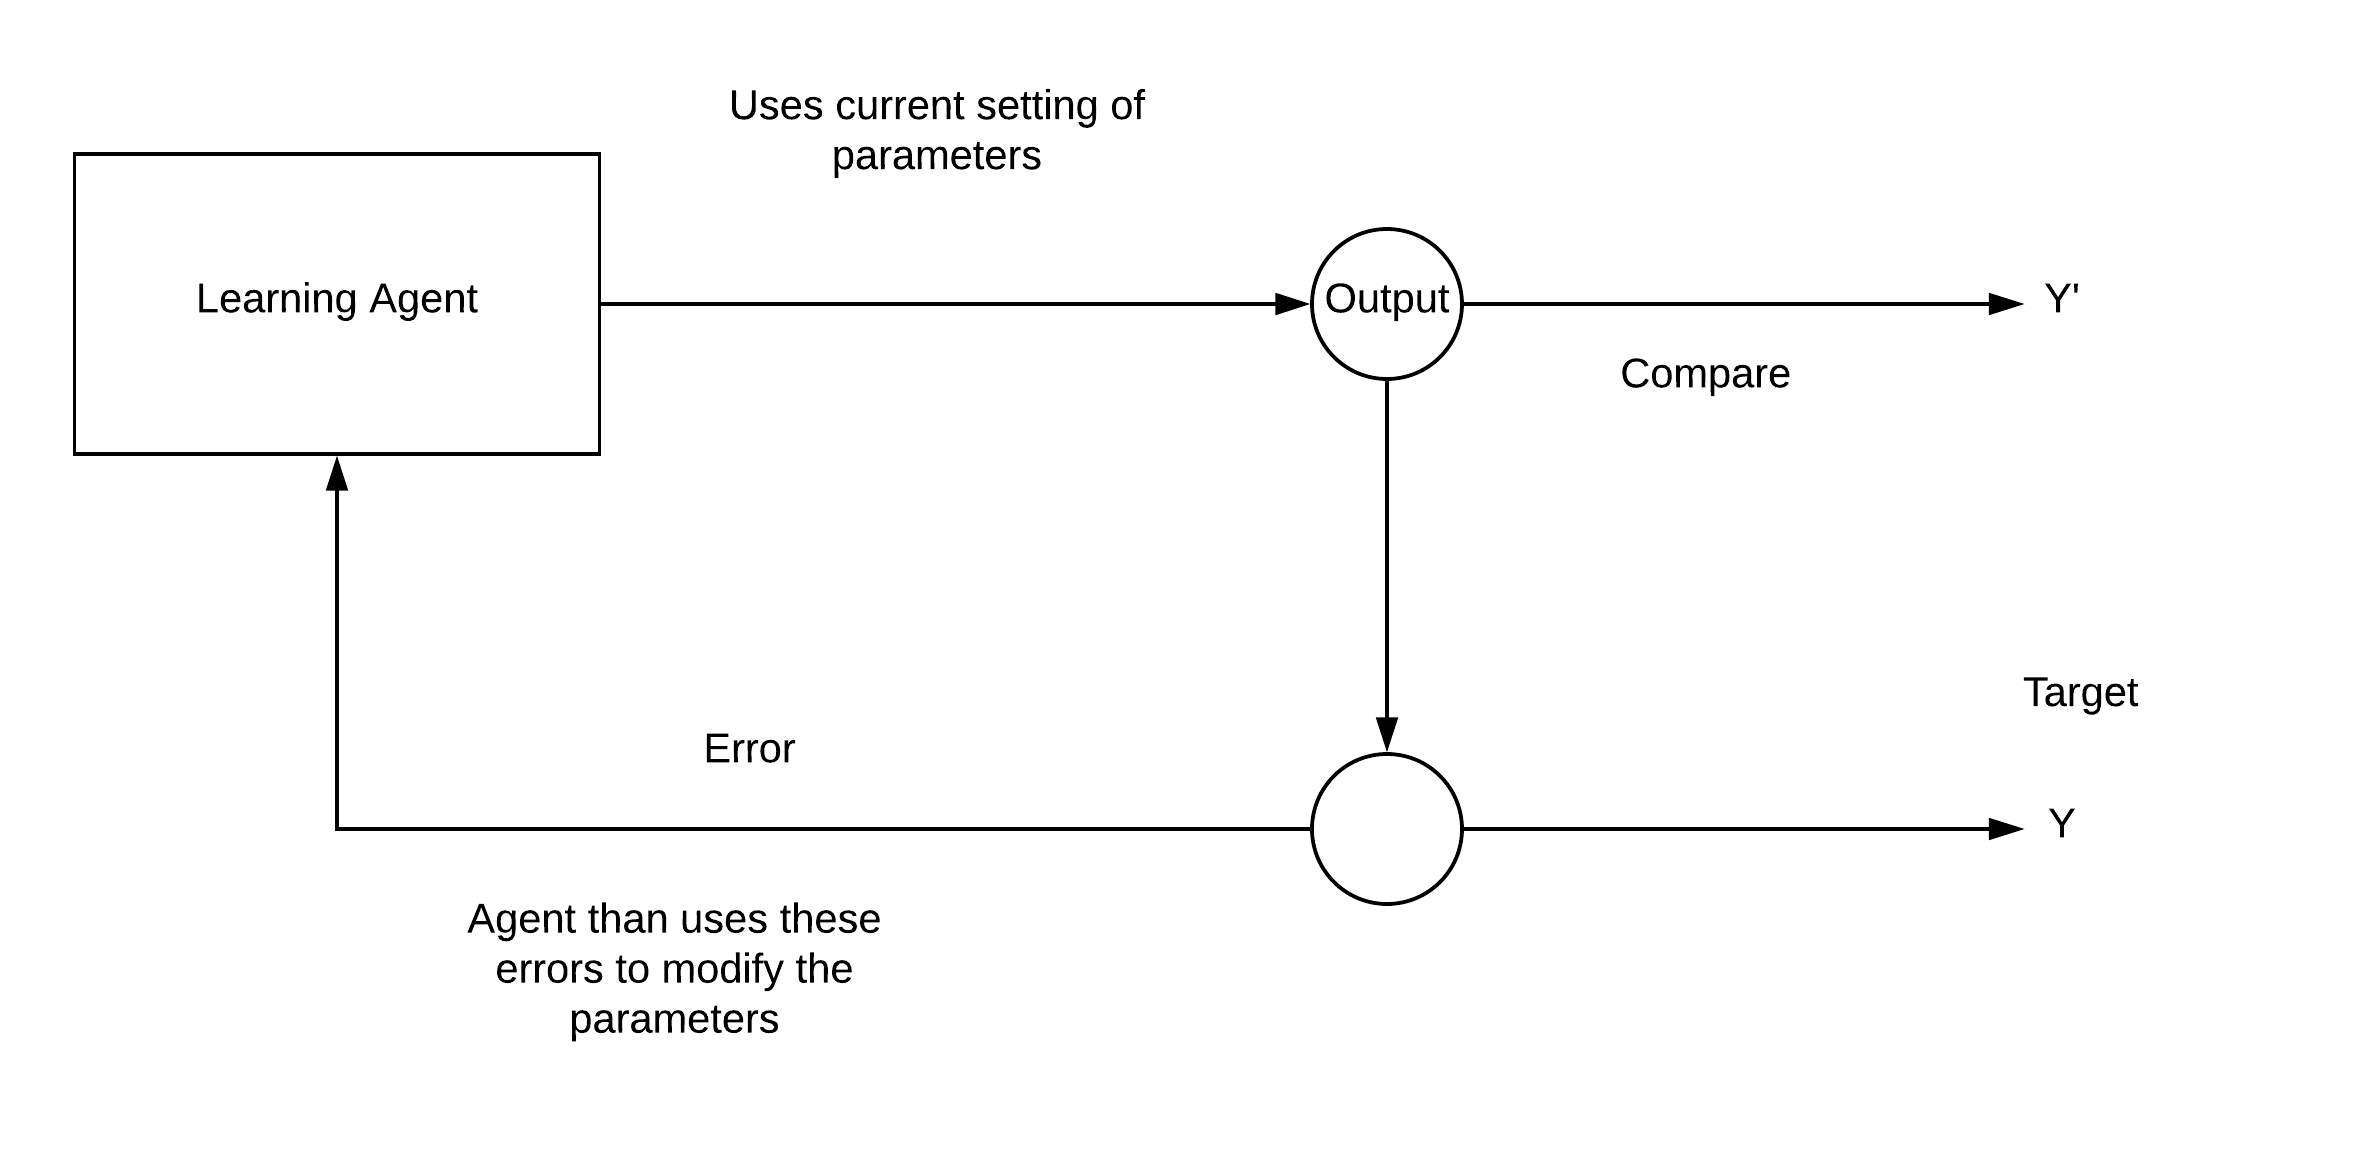 Uses current setting of
parameters
Learning Agent
Output
Y'
Compare
Target
Error
Y
Agent than uses these
errors to modify the
parameters